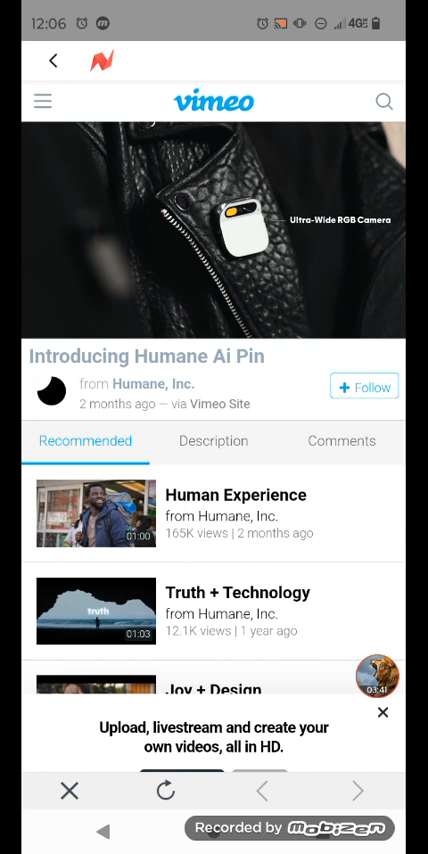 12:06
4G
vimeo
Ultra-Wide RGB Camera
Introducing Humane Ai Pin
from Humane, Inc.
2 months ago — via Vimeo Site
+ Follow
Recommended
Description
Comments
Human Experience
from Humane, Inc.
165K views | 2 months ago
01:00
Truth + Technology
from Humane, Inc.
12.1K views | 1 year ago
truth
01:03
Joy + Design
03:41
Upload, livestream and create your
own videos, all in HD.
Recorded by Mobizen